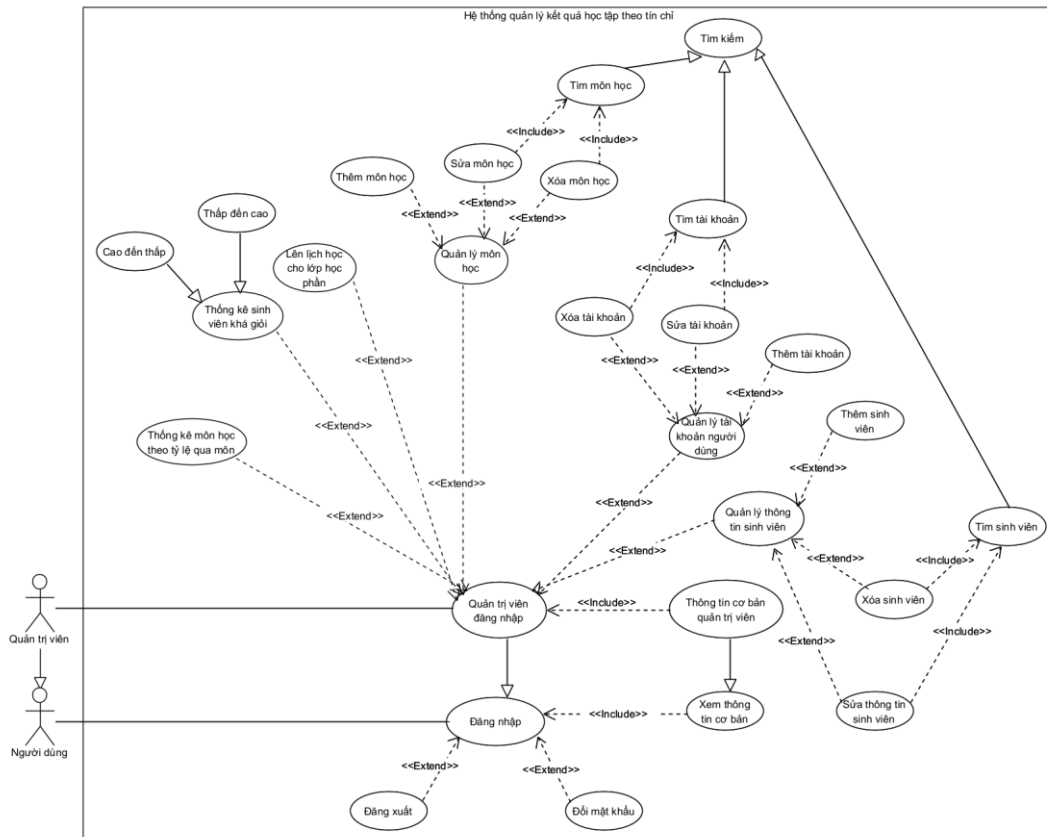 Hệ thống quản lý kết quả học tập theo tín chỉ
Tìm kiếm
Tìm môn học
<<Include>>
<<Include>>
Sửa môn học
Thêm môn học
Xóa môn học
<<Extend>>
<<Extend>>
<<Extend>>
Thấp đến cao
Tìm tài khoản
Cao đến thấp
Lên lịch học
cho lớp học
phần
Quản lý môn
học
<<Include>>
<<Include>>
Thống kê sinh
viên khá giỏi
Xóa tài khoản
Sửa tài khoản
Thêm tài khoản
<<Extend>>
<<Extend>>
<<Extend>>
<<Extend>>
Quản lý tài
khoản người
dùng
Thêm sinh
viên
Thống kê môn học
theo tỷ lệ qua môn
<<Extend>>
<<Extend>>
<<Extend>>
<<Extend>>
<<Extend>>
<<Extend>>
<<Extend>>
Quản lý thông
tin sinh viên
Tìm sinh viên
<<Extend>>
<<Include>>
Xóa sinh viên
Quản trị viên
Quản trị viên
đăng nhập
<<Include>>
Thông tin cơ bản
quản trị viên
<<Extend>>
<<Include>>
Người dùng
Đăng nhập
<<Include>>
Xem thông
tin cơ bản
Sửa thông tin
sinh viên
<<Extend>>
<<Extend>>
Đăng xuất
Đổi mật khẩu